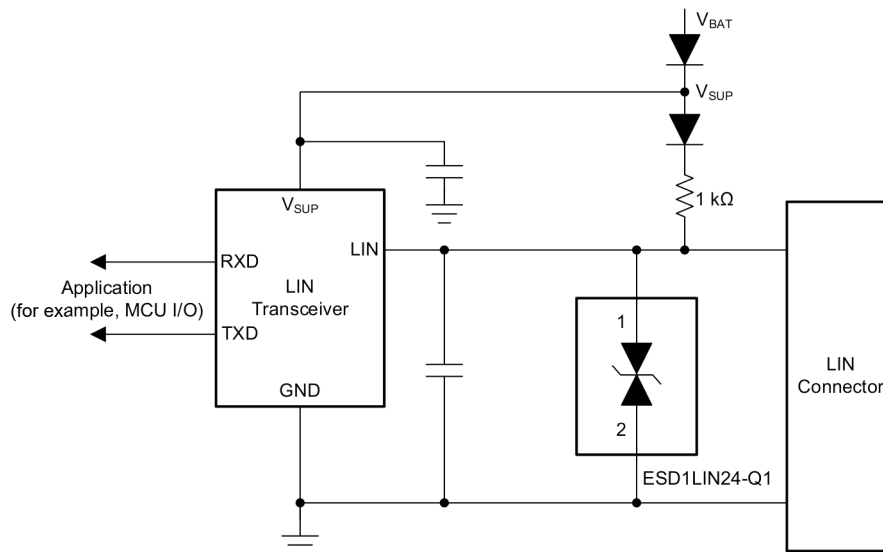 VBAT
VSUP
1 kΩ
VSUP
LIN
RXD
LIN
Transceiver
Application
(for example, MCU I/O)
TXD
GND
1
2
ESD1LIN24-Q1
LIN
Connector